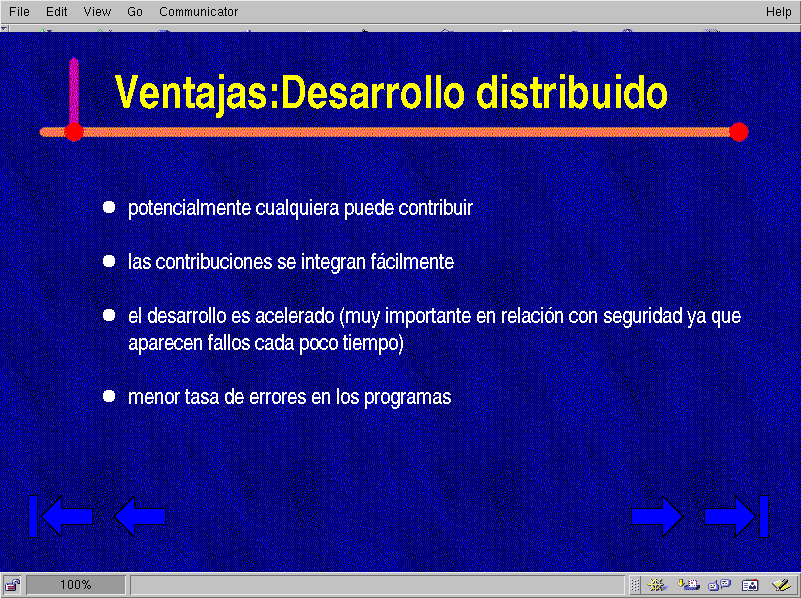 File Edit View Go Communicator Help
Ventajas:Desarrollo distribuido
potencialmente cualquiera puede contribuir
las contribuciones se integran fácilmente
el desarrollo es acelerado (muy importante en relación con seguridad ya que
aparecen fallos cada poco tiempo)
menor tasa de errores en los programas
100%